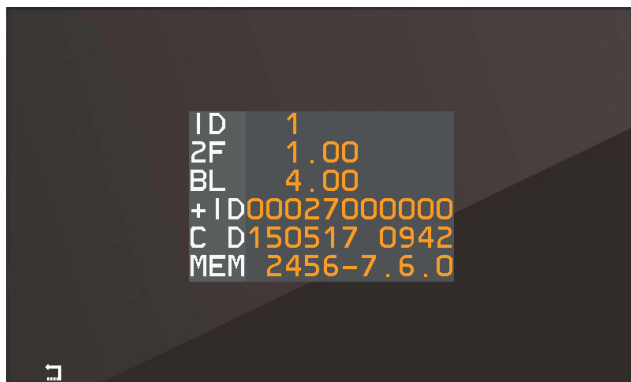 ID 1
2F 1.00
BL 4.00
+ID00027000000
C D150517 0942
MEM 2456-7.6.0